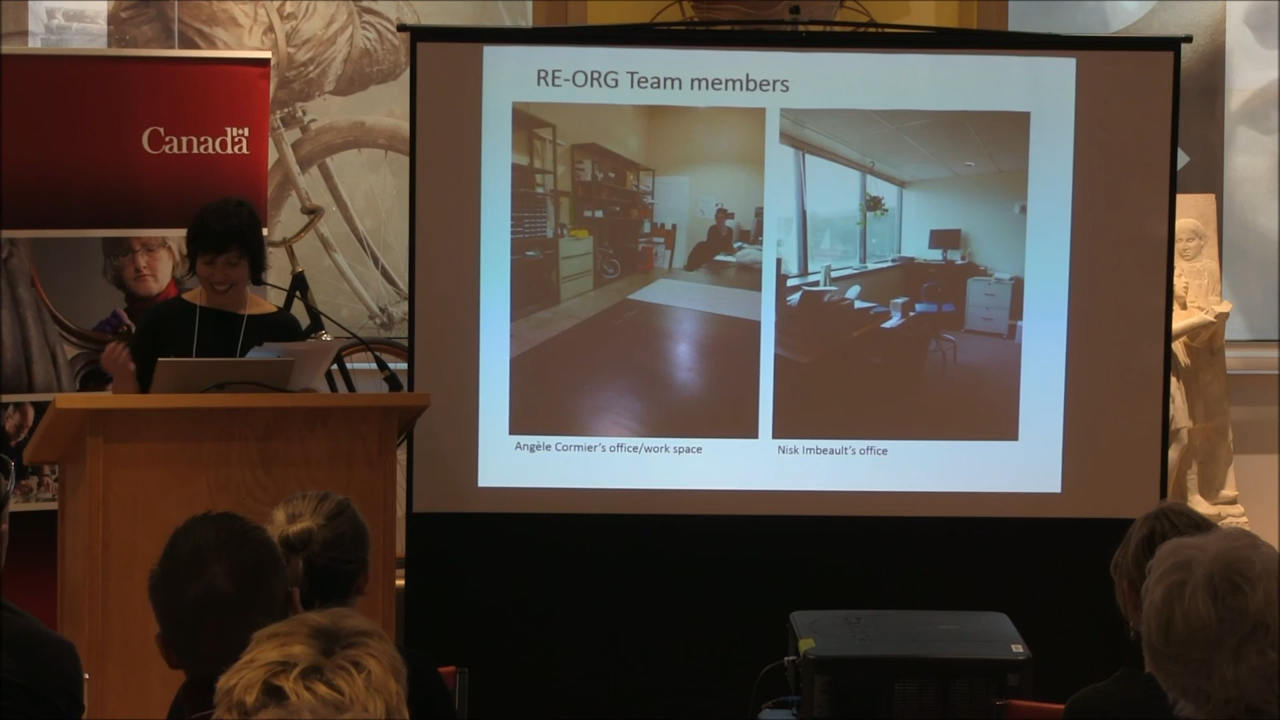 Canada
RE-ORG Team members
Angèle Cormier's office/work space
Nisk Imbeault's office